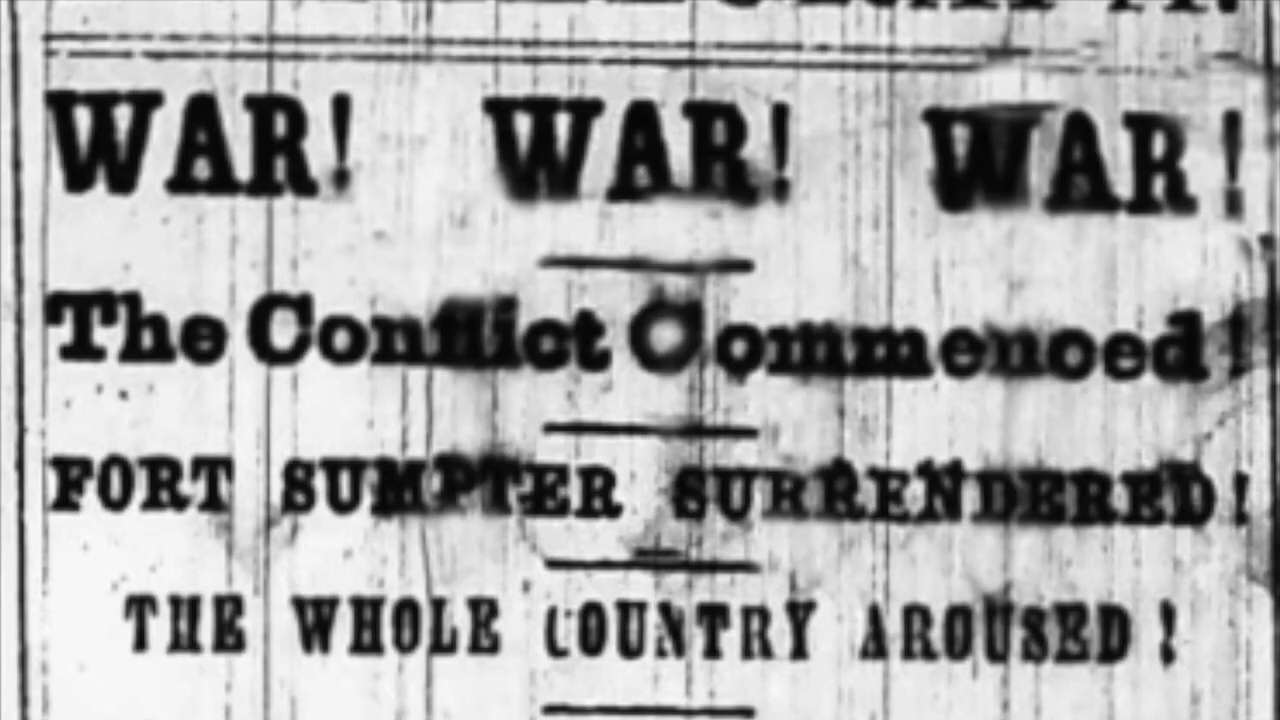 WAR! WAR! WAR!
The Conflict Commenced!
FORT SUMPTER SURRENDERED!
THE WHOLE COUNTRY AROUSED!